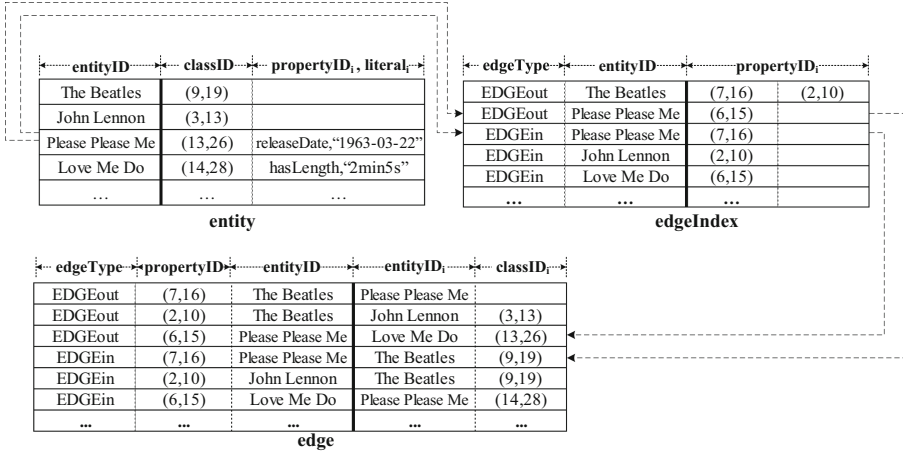 entityID classID propertyIDᵢ, literalᵢ
The Beatles (9,19)
John Lennon (3,13)
Please Please Me (13,26) releaseDate,“1963-03-22”
Love Me Do (14,28) hasLength,“2min5s”
... ... ...
entity
edgeType entityID propertyIDᵢ
EDGEout The Beatles (7,16) (2,10)
EDGEout Please Please Me (6,15)
EDGEin Please Please Me (7,16)
EDGEin John Lennon (2,10)
EDGEin Love Me Do (6,15)
... ... ...
edgeIndex
edgeType propertyID entityID entityIDᵢ classIDᵢ
EDGEout (7,16) The Beatles Please Please Me
EDGEout (2,10) The Beatles John Lennon (3,13)
EDGEout (6,15) Please Please Me Love Me Do (13,26)
EDGEin (7,16) Please Please Me The Beatles (9,19)
EDGEin (2,10) John Lennon The Beatles (9,19)
EDGEin (6,15) Love Me Do Please Please Me (14,28)
... ... ... ... ...
edge